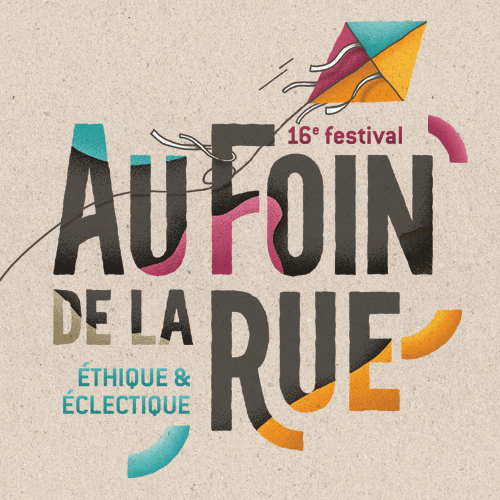 16e festival
AU FOIN
DE LA
RUE
ÉTHIQUE &
ÉCLECTIQUE